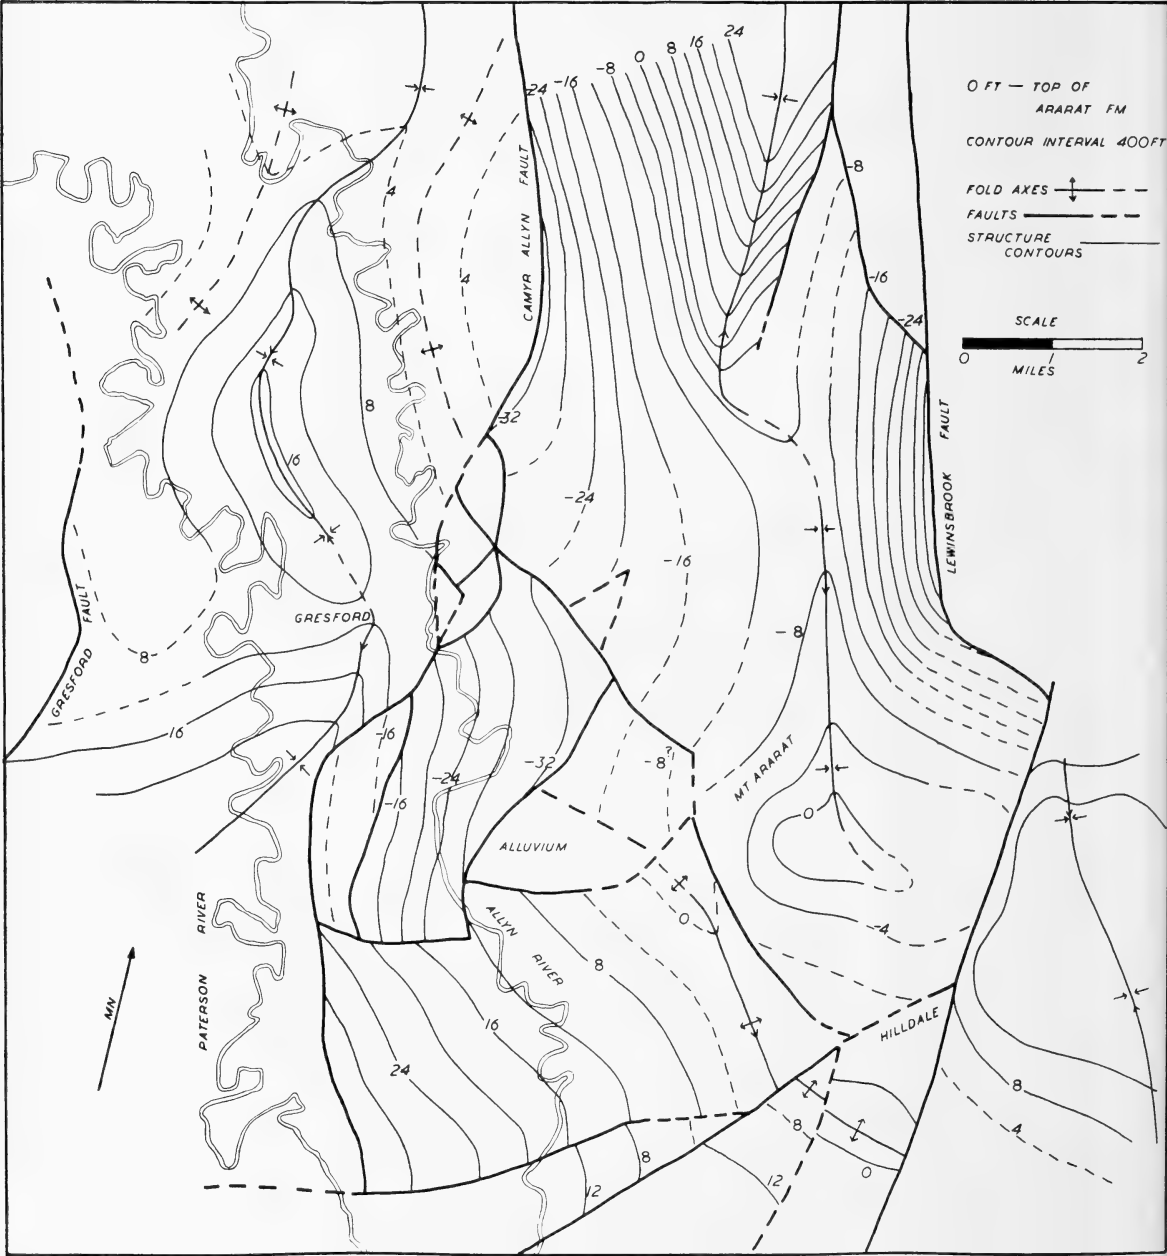 24
16
8
0
-8
-16
-24
0 FT — TOP OF
ARARAT FM
CONTOUR INTERVAL 400FT
FOLD AXES
FAULTS
STRUCTURE
CONTOURS
SCALE
0 1 2
MILES
4
4
CAMYR ALLYN FAULT
-8
-16
-24
8
-32
16
LEWINSBROOK FAULT
-24
-16
GRESFORD
GRESFORD FAULT
8
-8
16
-16
-24
-32
-8?
-16
MT ARARAT
0
ALLUVIUM
PATERSON RIVER
ALLYN RIVER
0
-4
8
MN
16
HILLDALE
24
8
4
8
8
0
12
12